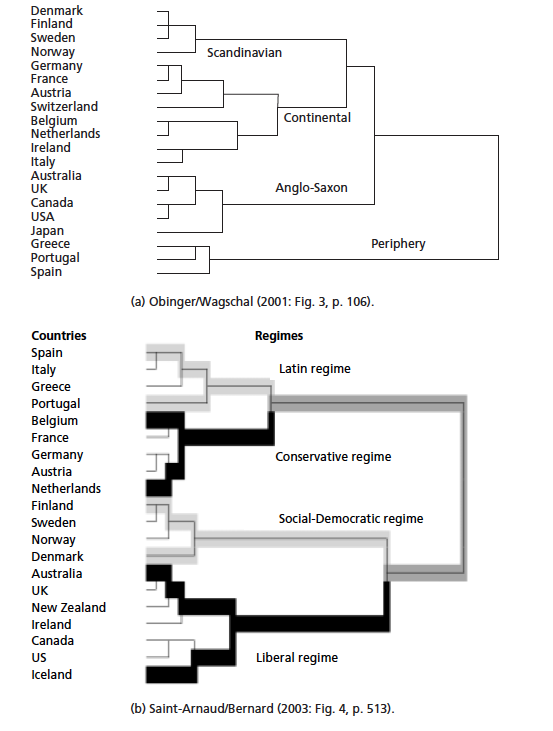 Denmark
Finland
Sweden
Norway
Scandinavian
Germany
France
Austria
Switzerland
Belgium
Continental
Netherlands
Ireland
Italy
Australia
UK
Anglo-Saxon
Canada
USA
Japan
Greece
Periphery
Portugal
Spain
(a) Obinger/Wagschal (2001: Fig. 3, p. 106).
Countries Regimes
Spain
Italy
Latin regime
Greece
Portugal
Belgium
France
Germany
Conservative regime
Austria
Netherlands
Finland
Sweden
Social-Democratic regime
Norway
Denmark
Australia
UK
New Zealand
Ireland
Canada
US
Liberal regime
Iceland
(b) Saint-Arnaud/Bernard (2003: Fig. 4, p. 513).